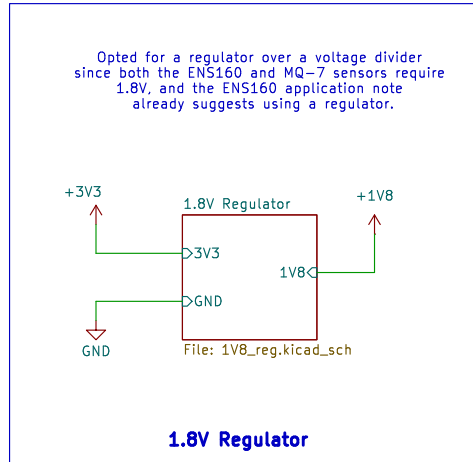 Opted for a regulator over a voltage divider
since both the ENS160 and MQ-7 sensors require
1.8V, and the ENS160 application note
already suggests using a regulator.
+3V3
1.8V Regulator
+1V8
3V3
1V8
GND
GND
File: 1V8_reg.kicad_sch
1.8V Regulator